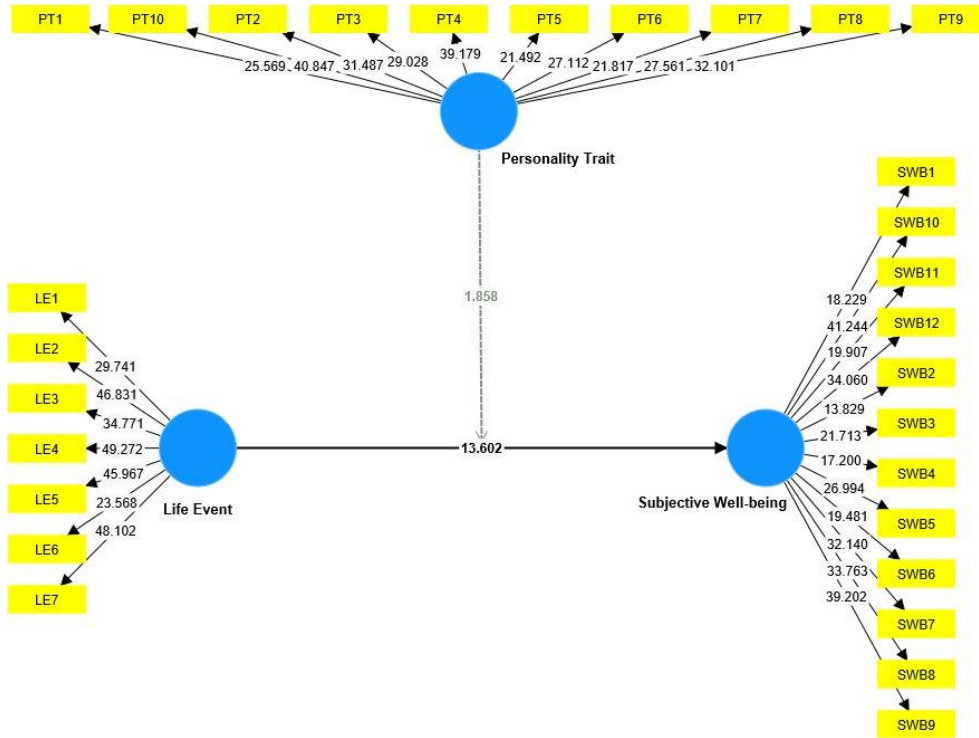 PT1 PT10 PT2 PT3 PT4 PT5 PT6 PT7 PT8 PT9
25.569 40.847 31.487 29.028 39.179 21.492 27.112 21.817 27.561 32.101
Personality Trait
1.858
LE1
LE2
LE3
LE4
LE5
LE6
LE7
29.741
46.831
34.771
49.272
45.967
23.568
48.102
Life Event
13.602
Subjective Well-being
18.229
41.244
19.907
34.060
13.829
21.713
17.200
26.994
19.481
32.140
33.763
39.202
SWB1
SWB10
SWB11
SWB12
SWB2
SWB3
SWB4
SWB5
SWB6
SWB7
SWB8
SWB9